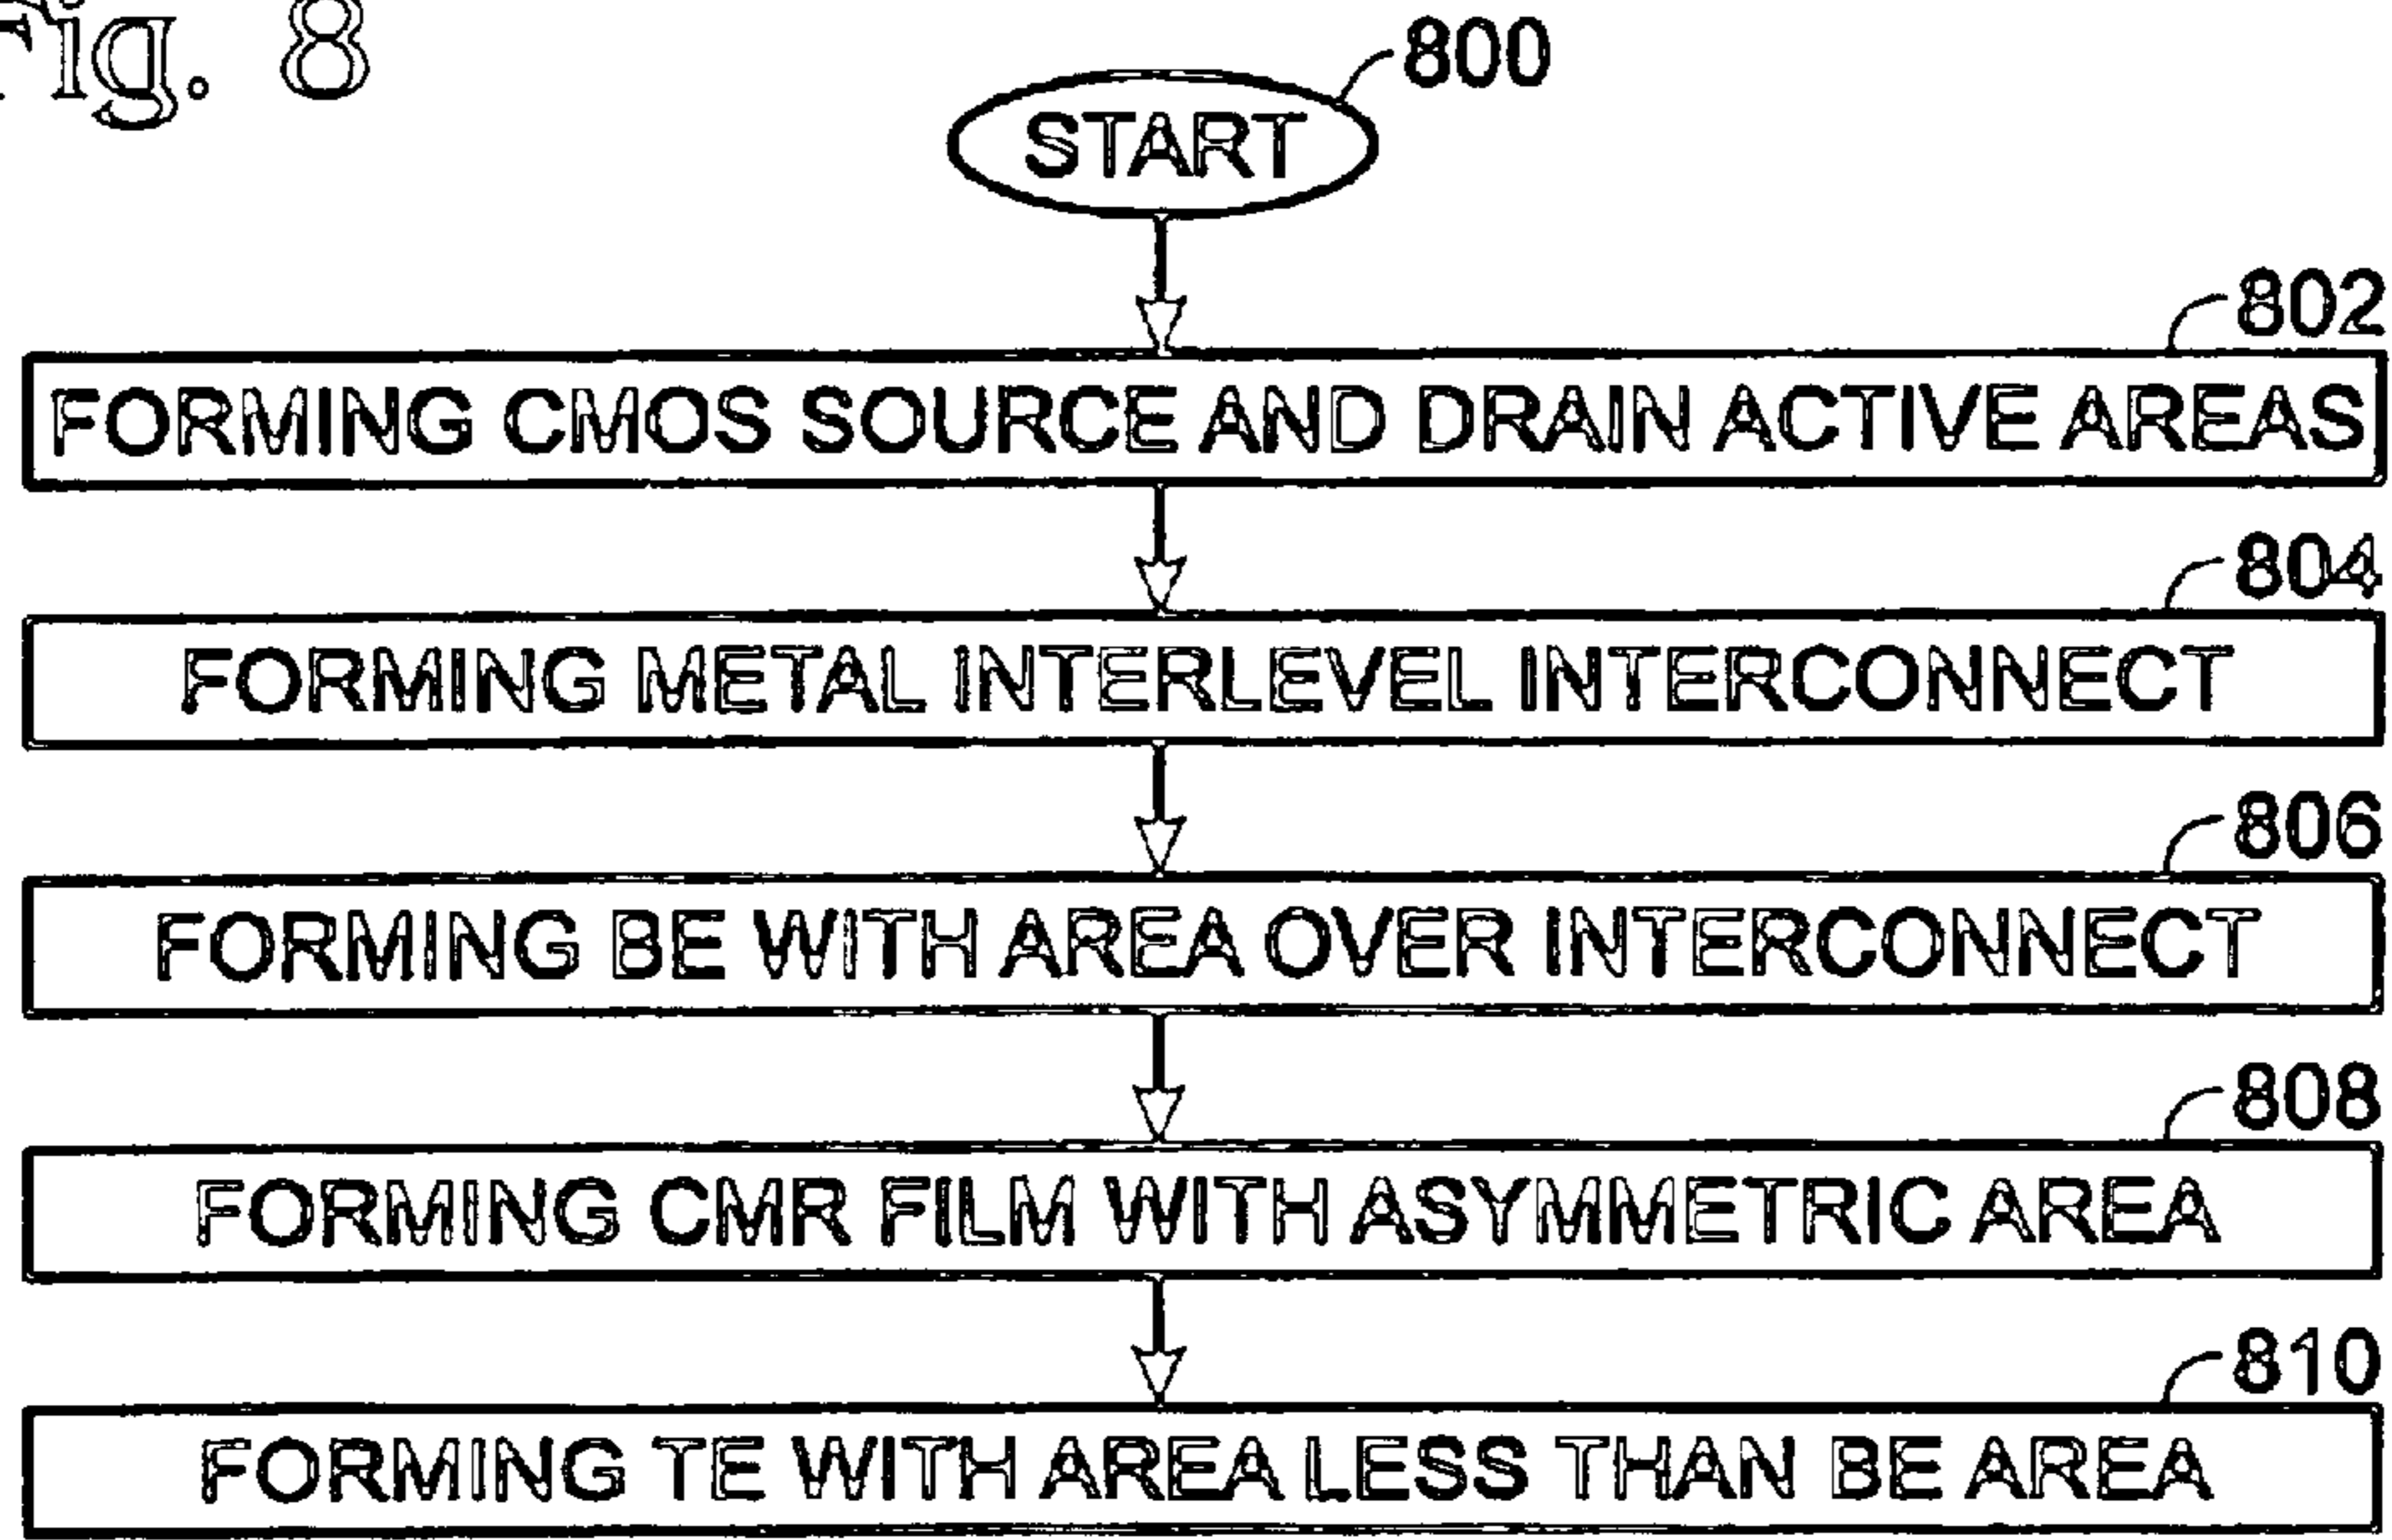 Fig. 8
800
START
802
FORMING CMOS SOURCE AND DRAIN ACTIVE AREAS
804
FORMING METAL INTERLEVEL INTERCONNECT
806
FORMING BE WITH AREA OVER INTERCONNECT
808
FORMING CMR FILM WITH ASYMMETRIC AREA
810
FORMING TE WITH AREA LESS THAN BE AREA